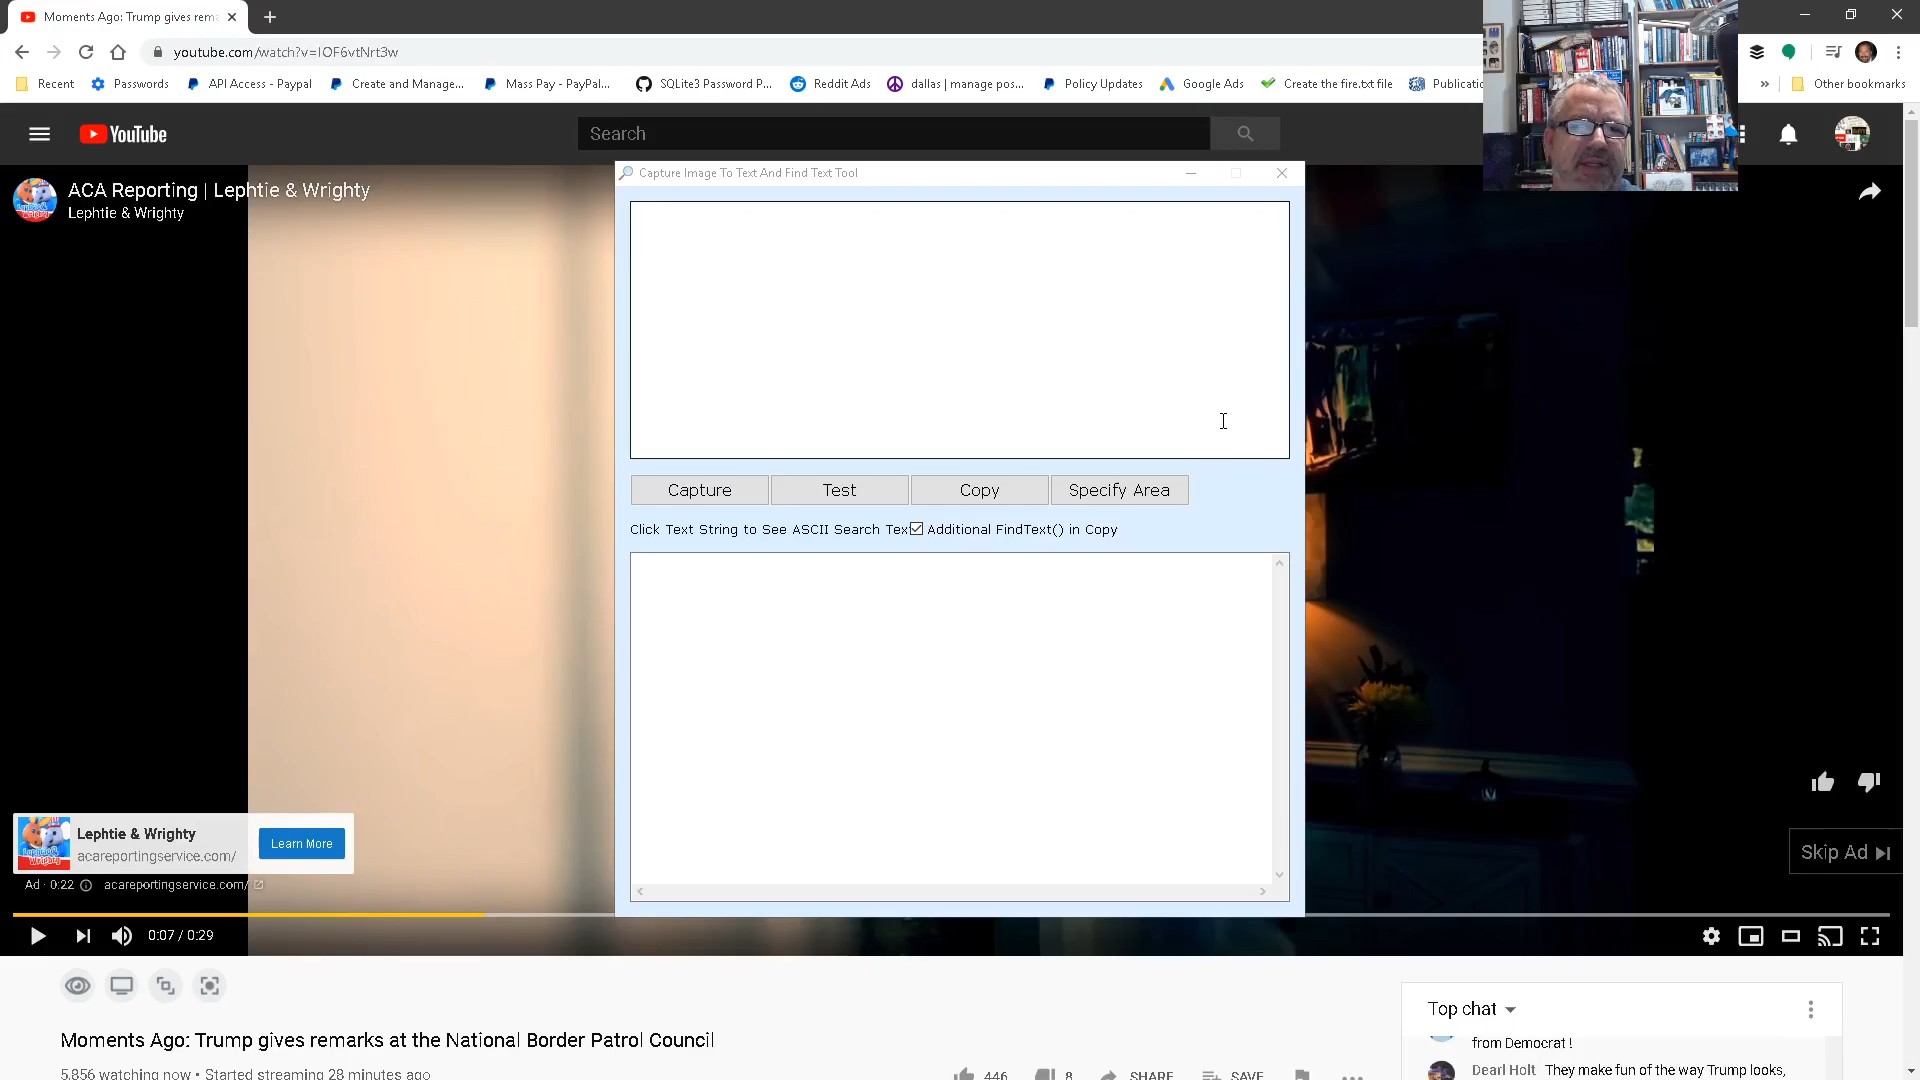 Moments Ago: Trump gives rema
youtube.com/watch?v=IOF6vtNrt3w
Recent Passwords API Access - Paypal Create and Manage... Mass Pay - PayPal... SQLite3 Password P... Reddit Ads dallas | manage pos... Policy Updates Google Ads Create the fire.txt file Publicatio » Other bookmarks
YouTube
Search
ACA Reporting | Lephtie & Wrighty
Lephtie & Wrighty
Capture Image To Text And Find Text Tool
Capture Test Copy Specify Area
Click Text String to See ASCII Search Tex Additional FindText() in Copy
Lephtie & Wrighty
acareportingservice.com/
Learn More
Skip Ad
Ad · 0:22 acareportingservice.com/
0:07 / 0:29
Moments Ago: Trump gives remarks at the National Border Patrol Council
5,856 watching now • Started streaming 28 minutes ago
446 8 SHARE SAVE
Top chat
from Democrat !
Dearl Holt They make fun of the way Trump looks,